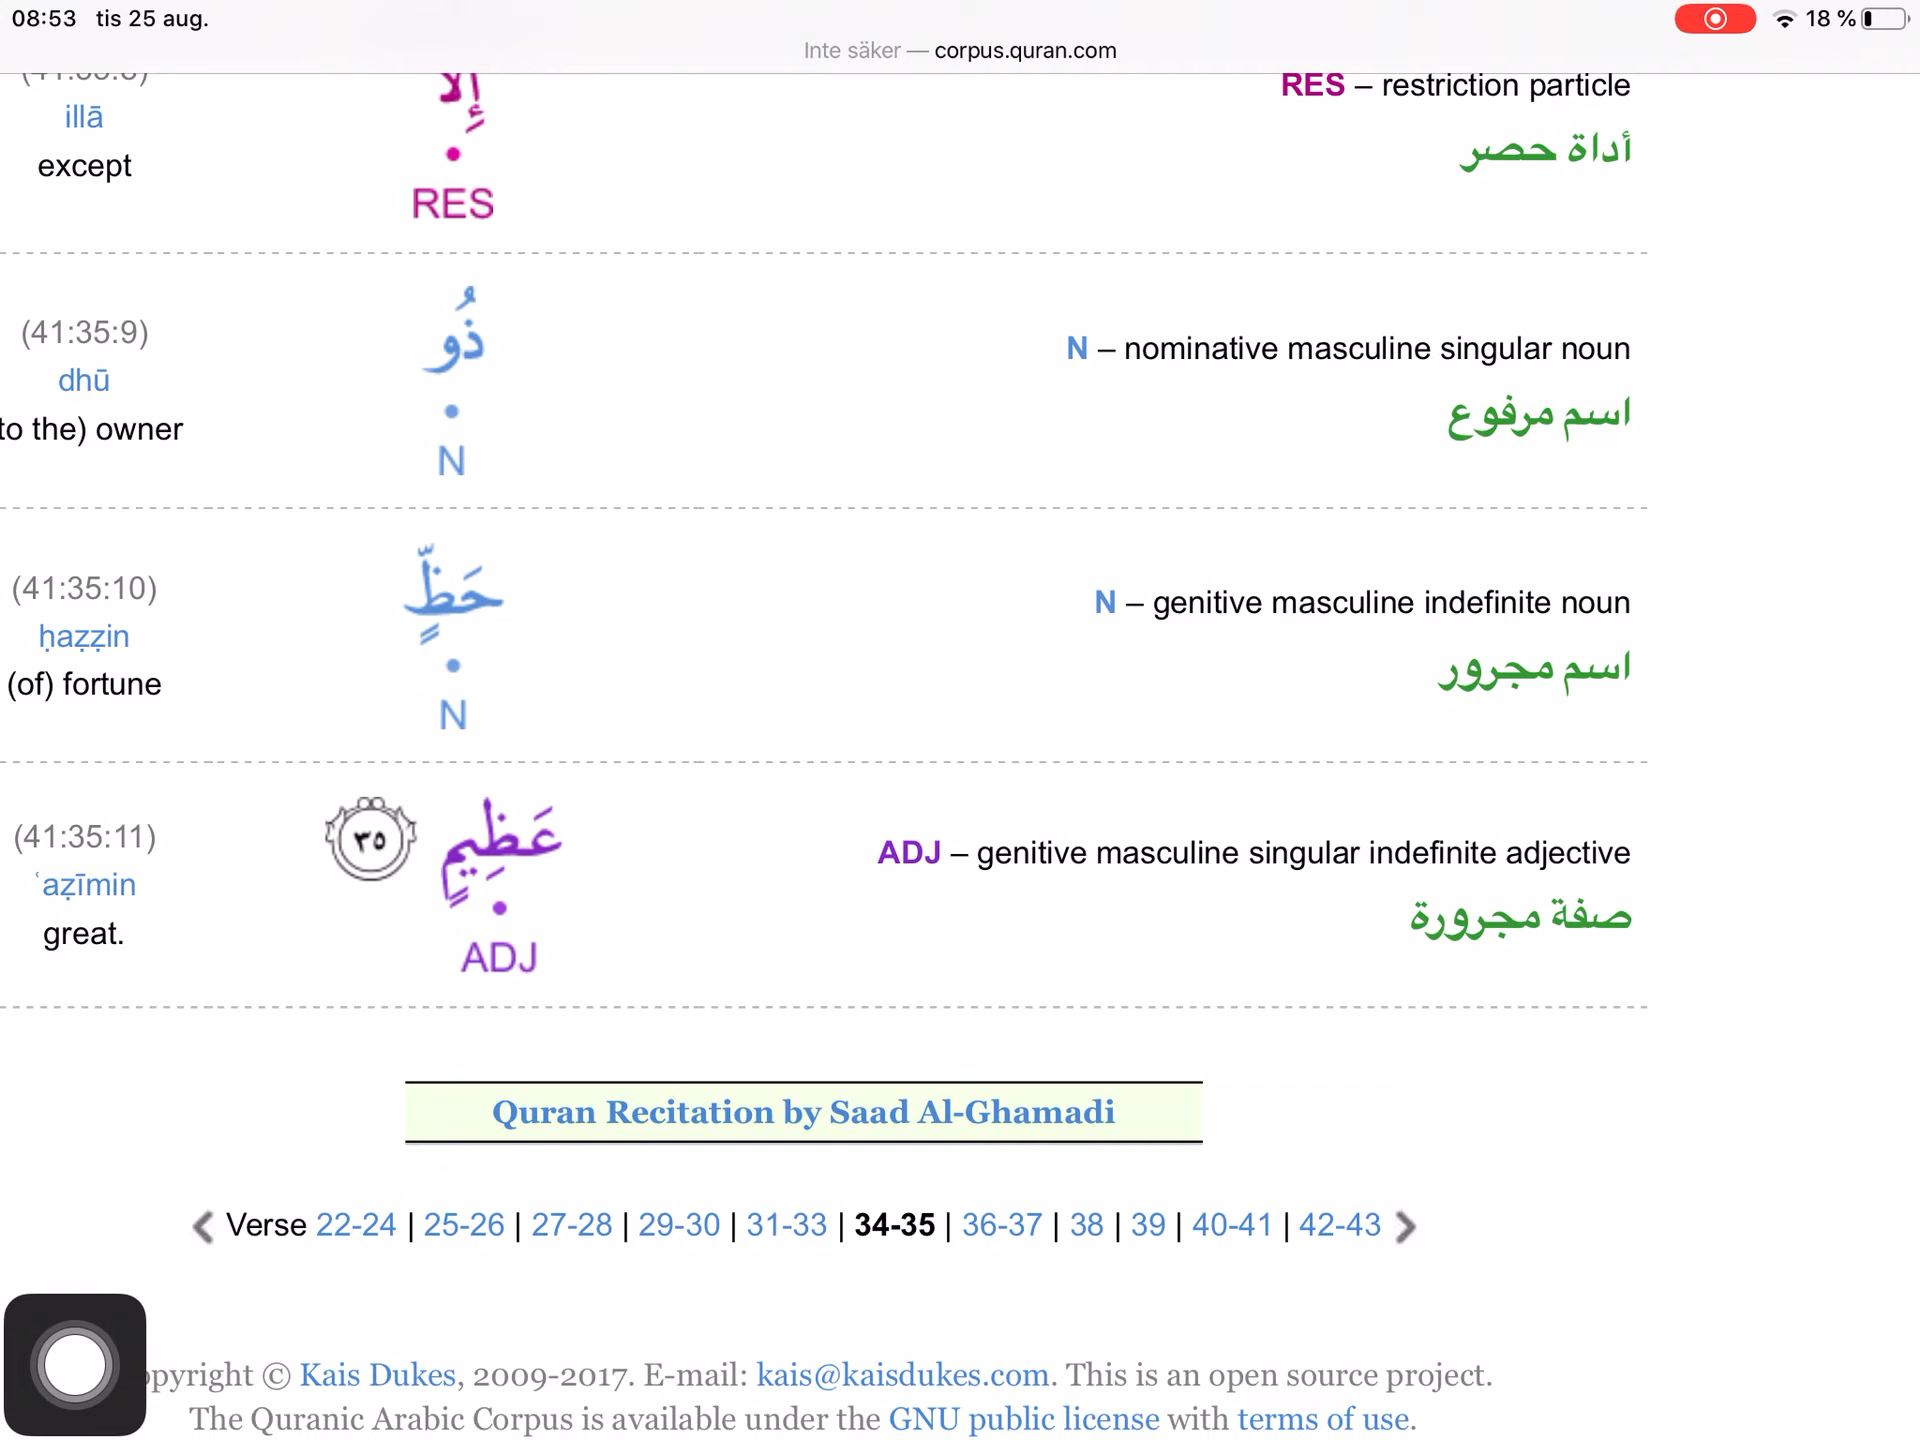 08:53 tis 25 aug. 18 %
Inte säker — corpus.quran.com
illā
except
إِلَّا
RES
RES – restriction particle
أداة حصر
(41:35:9)
dhū
to the) owner
ذُو
N
N – nominative masculine singular noun
اسم مرفوع
(41:35:10)
ḥaẓẓin
(of) fortune
حَظٍّ
N
N – genitive masculine indefinite noun
اسم مجرور
(41:35:11)
ʿaẓīmin
great.
عَظِيمٍ ٣٥
ADJ
ADJ – genitive masculine singular indefinite adjective
صفة مجرورة
Quran Recitation by Saad Al-Ghamadi
Verse 22-24 | 25-26 | 27-28 | 29-30 | 31-33 | 34-35 | 36-37 | 38 | 39 | 40-41 | 42-43
opyright © Kais Dukes, 2009-2017. E-mail: kais@kaisdukes.com. This is an open source project.
The Quranic Arabic Corpus is available under the GNU public license with terms of use.